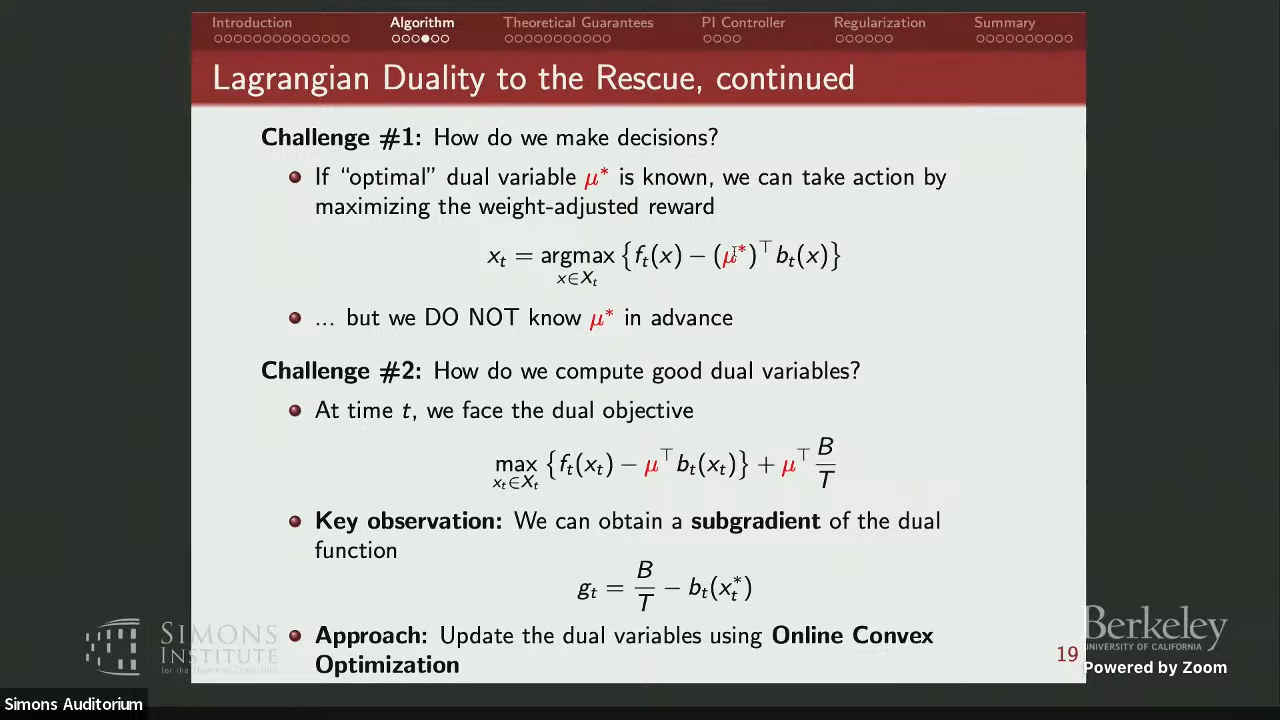 Introduction Algorithm Theoretical Guarantees PI Controller Regularization Summary
Lagrangian Duality to the Rescue, continued
Challenge #1: How do we make decisions?
If “optimal” dual variable μ* is known, we can take action by
maximizing the weight-adjusted reward
x_t = argmax_{x∈X_t} {f_t(x) − (μ*)^⊤ b_t(x)}
... but we DO NOT know μ* in advance
Challenge #2: How do we compute good dual variables?
At time t, we face the dual objective
max_{x_t∈X_t} {f_t(x_t) − μ^⊤ b_t(x_t)} + μ^⊤ B/T
Key observation: We can obtain a subgradient of the dual
function
g_t = B/T − b_t(x_t*)
Approach: Update the dual variables using Online Convex
Optimization
19
SIMONS
INSTITUTE
for the Theory of Computing
Berkeley
UNIVERSITY OF CALIFORNIA
Powered by Zoom
Simons Auditorium